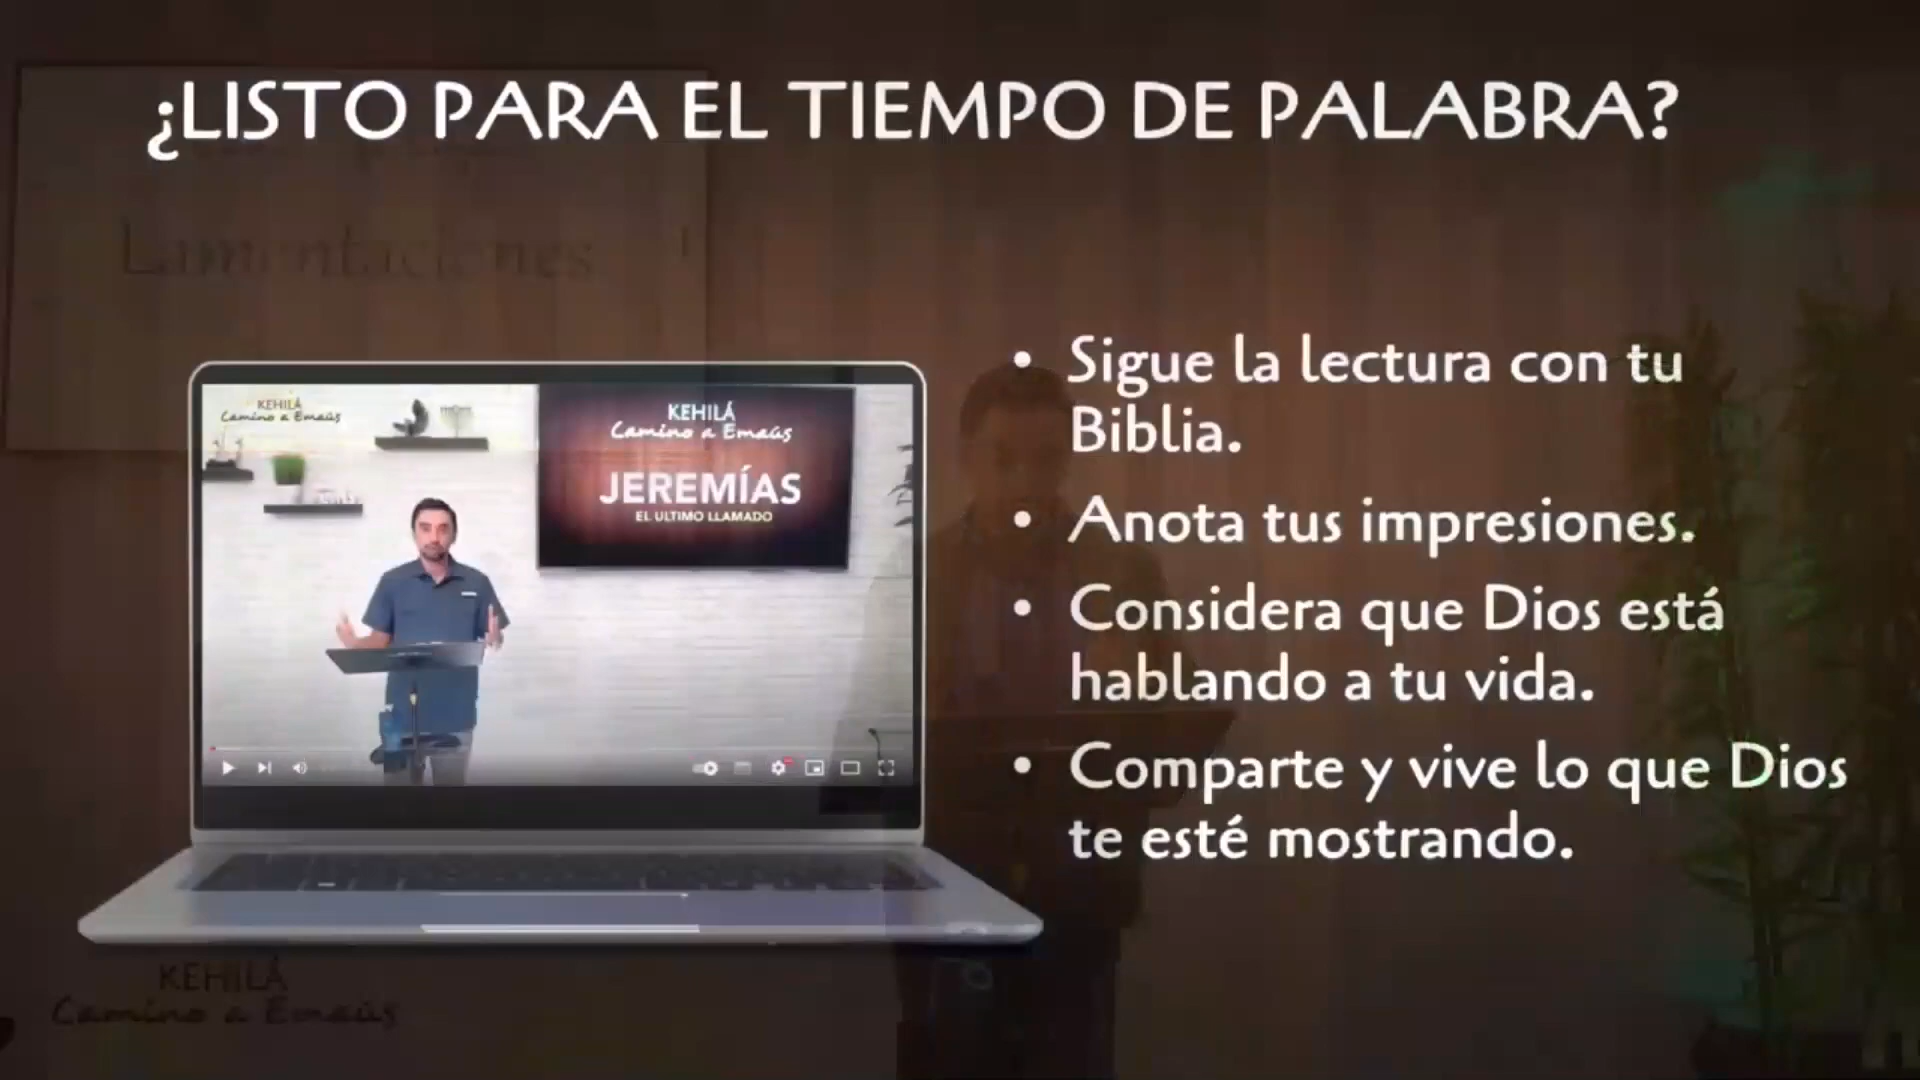 ¿LISTO PARA EL TIEMPO DE PALABRA?
Lamentaciones
KEHILÁ
Camino a Emaús
KEHILÁ
Camino a Emaús
JEREMÍAS
EL ULTIMO LLAMADO
• Sigue la lectura con tu
Biblia.
• Anota tus impresiones.
• Considera que Dios está
hablando a tu vida.
• Comparte y vive lo que Dios
te esté mostrando.
KEHILÁ
Camino a Emaús